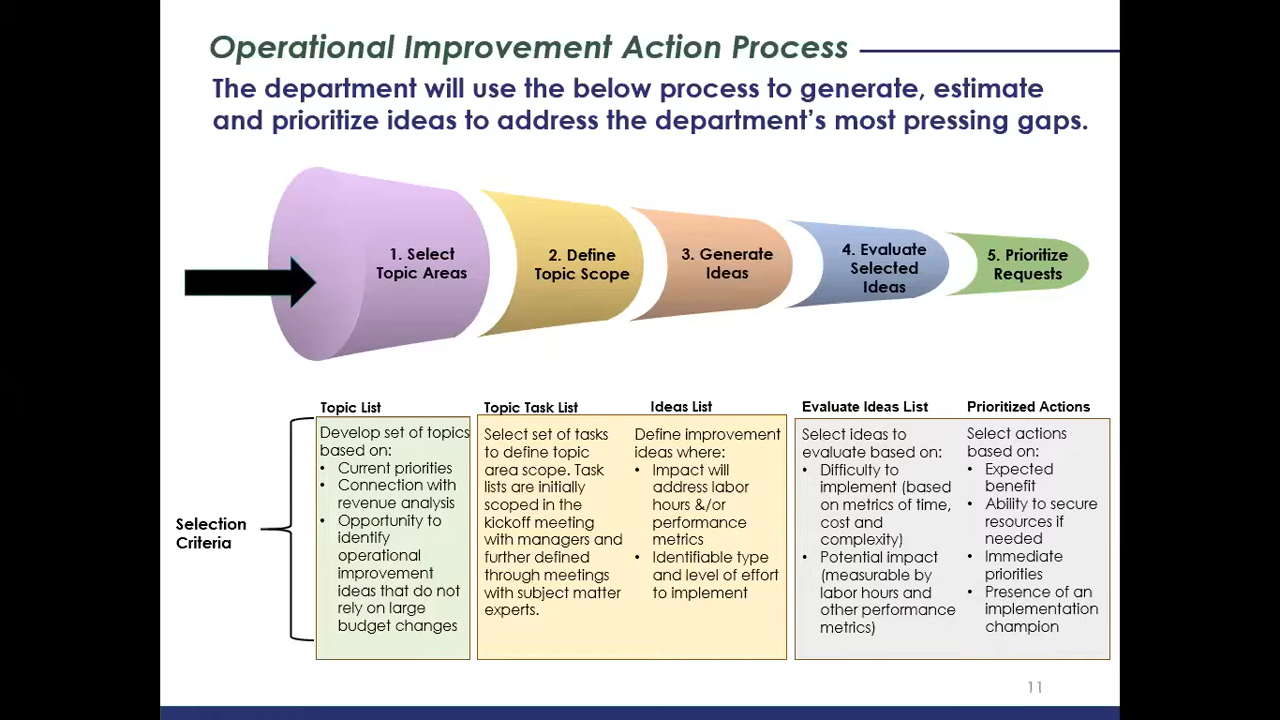 Operational Improvement Action Process
The department will use the below process to generate, estimate
and prioritize ideas to address the department's most pressing gaps.
1. Select
Topic Areas
2. Define
Topic Scope
3. Generate
Ideas
4. Evaluate
Selected
Ideas
5. Prioritize
Requests
Selection
Criteria
Topic List
Develop set of topics
based on:
• Current priorities
• Connection with
revenue analysis
• Opportunity to
identify
operational
improvement
ideas that do not
rely on large
budget changes
Topic Task List
Select set of tasks
to define topic
area scope. Task
lists are initially
scoped in the
kickoff meeting
with managers and
further defined
through meetings
with subject matter
experts.
Ideas List
Define improvement
ideas where:
• Impact will
address labor
hours &/or
performance
metrics
• Identifiable type
and level of effort
to implement
Evaluate Ideas List
Select ideas to
evaluate based on:
• Difficulty to
implement (based
on metrics of time,
cost and
complexity)
• Potential impact
(measurable by
labor hours and
other performance
metrics)
Prioritized Actions
Select actions
based on:
• Expected
benefit
• Ability to secure
resources if
needed
• Immediate
priorities
• Presence of an
implementation
champion
11